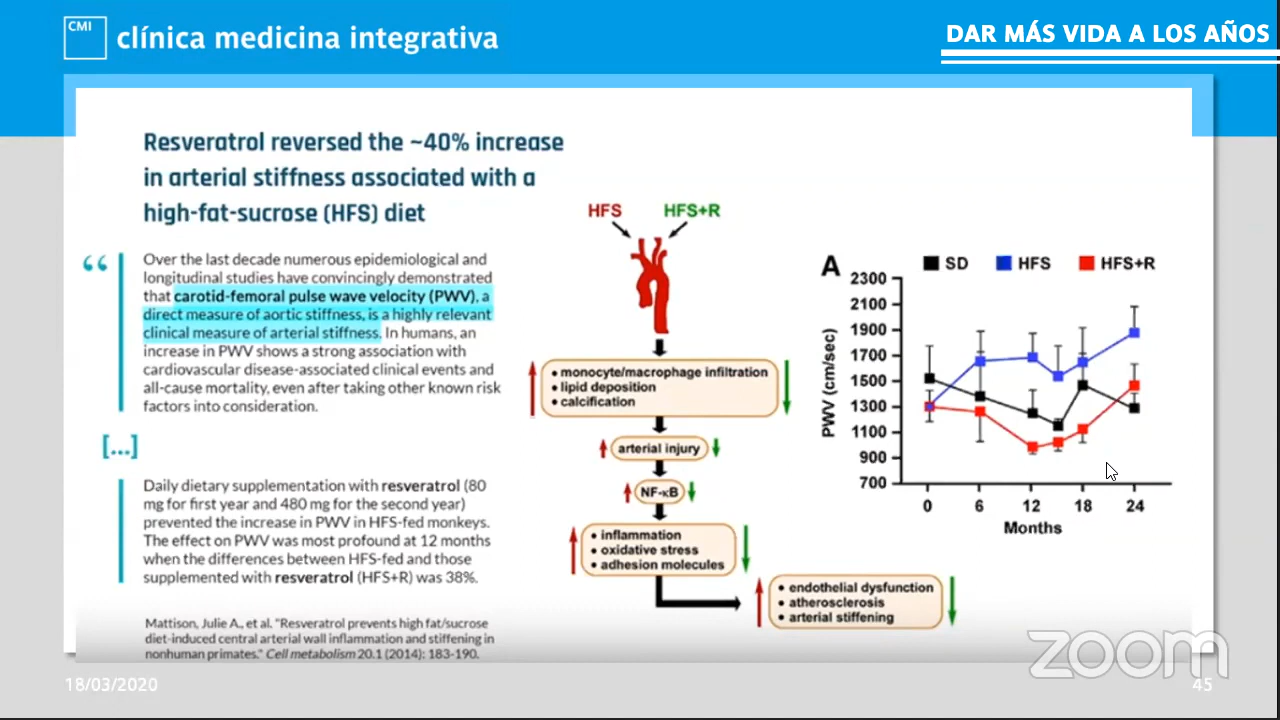 CMI
clínica medicina integrativa
DAR MÁS VIDA A LOS AÑOS
Resveratrol reversed the ~40% increase
in arterial stiffness associated with a
high-fat-sucrose (HFS) diet
“
Over the last decade numerous epidemiological and
longitudinal studies have convincingly demonstrated
that carotid-femoral pulse wave velocity (PWV), a
direct measure of aortic stiffness, is a highly relevant
clinical measure of arterial stiffness. In humans, an
increase in PWV shows a strong association with
cardiovascular disease-associated clinical events and
all-cause mortality, even after taking other known risk
factors into consideration.
[...]
Daily dietary supplementation with resveratrol (80
mg for first year and 480 mg for the second year)
prevented the increase in PWV in HFS-fed monkeys.
The effect on PWV was most profound at 12 months
when the differences between HFS-fed and those
supplemented with resveratrol (HFS+R) was 38%.
Mattison, Julie A., et al. "Resveratrol prevents high fat/sucrose
diet-induced central arterial wall inflammation and stiffening in
nonhuman primates." Cell metabolism 20.1 (2014): 183-190.
HFS HFS+R
• monocyte/macrophage infiltration
• lipid deposition
• calcification
arterial injury
NF-κB
• inflammation
• oxidative stress
• adhesion molecules
• endothelial dysfunction
• atherosclerosis
• arterial stiffening
A
SD HFS HFS+R
PWV (cm/sec)
2300
2100
1900
1700
1500
1300
1100
900
700
0 6 12 18 24
Months
zoom
18/03/2020
45